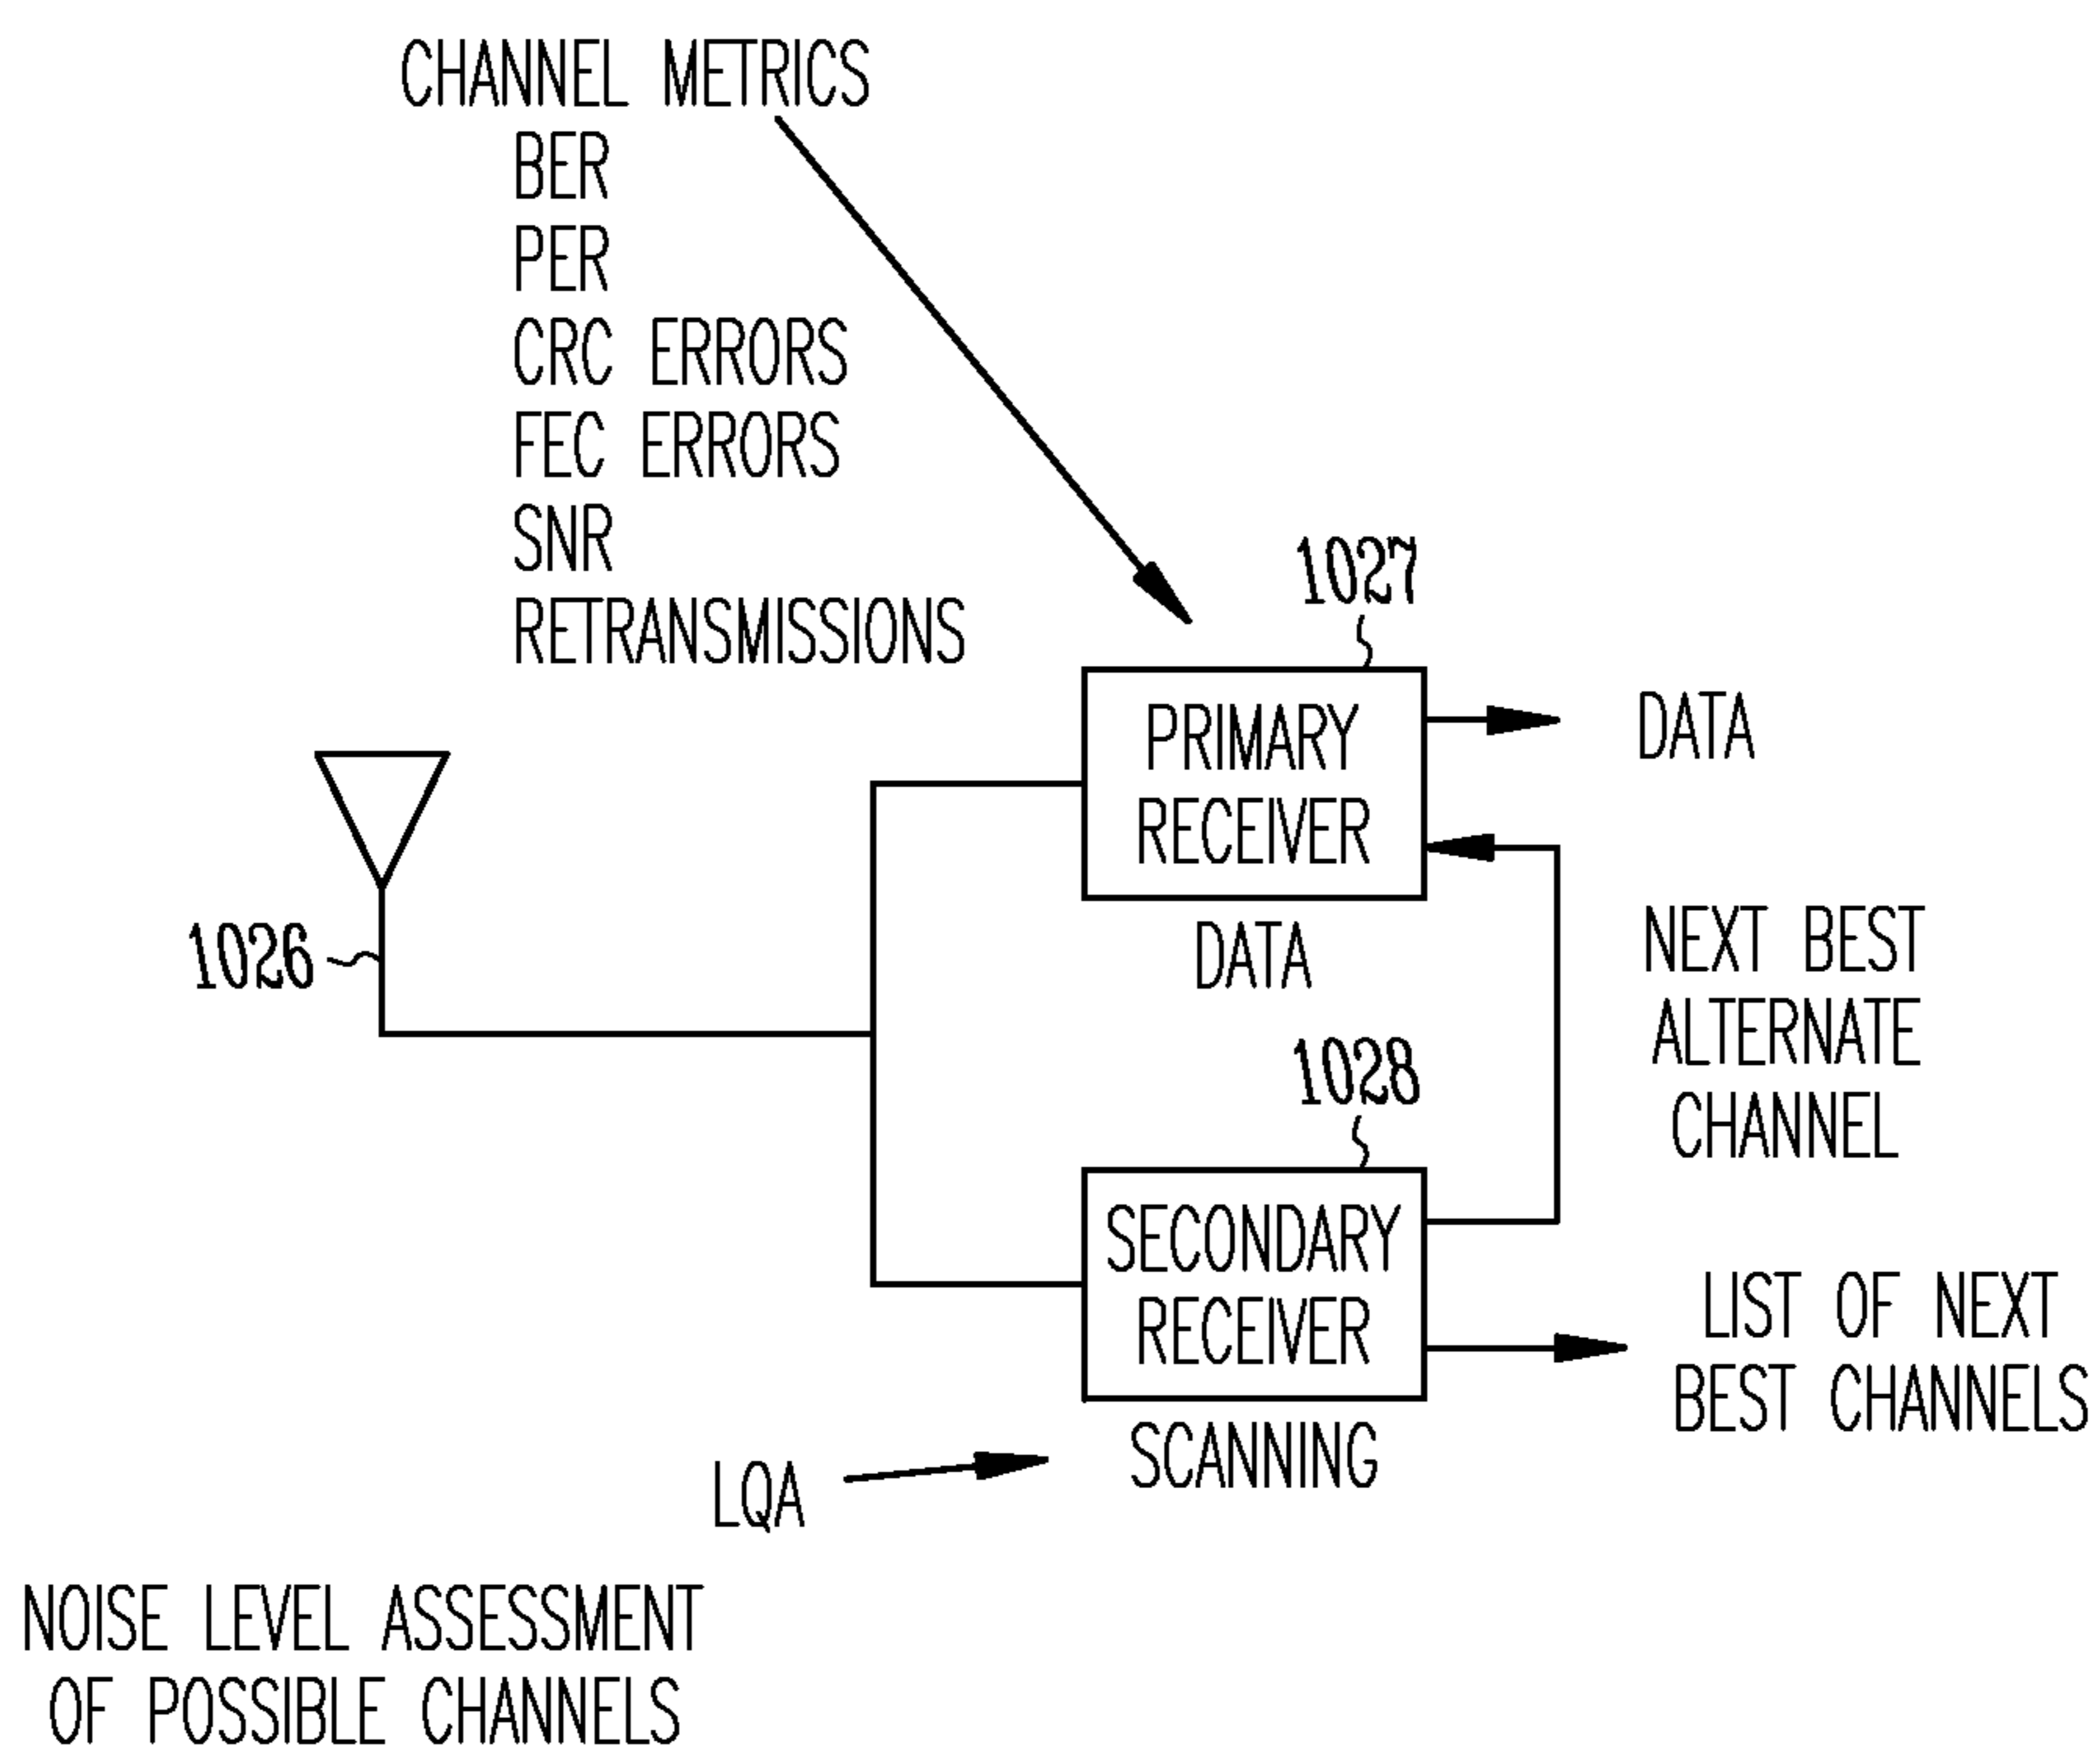 CHANNEL METRICS
BER
PER
CRC ERRORS
FEC ERRORS
SNR
RETRANSMISSIONS
1027
PRIMARY
RECEIVER
DATA
DATA
1026
NEXT BEST
ALTERNATE
CHANNEL
1028
SECONDARY
RECEIVER
LIST OF NEXT
BEST CHANNELS
SCANNING
LQA
NOISE LEVEL ASSESSMENT
OF POSSIBLE CHANNELS